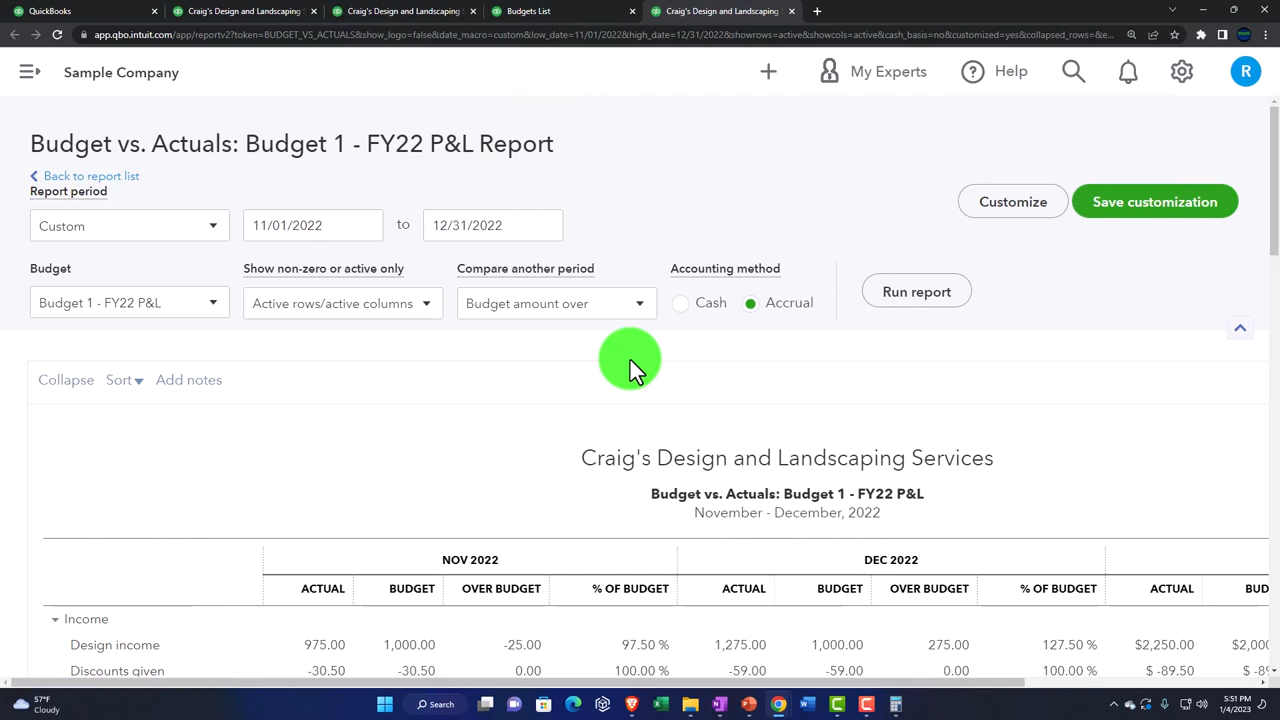 QuickBooks
Craig's Design and Landscaping S
Craig's Design and Landscaping S
Budgets List
Craig's Design and Landscaping S
app.qbo.intuit.com/app/reportv2?token=BUDGET_VS_ACTUALS&show_logo=false&date_macro=custom&low_date=11/01/2022&high_date=12/31/2022&showrows=active&showcols=active&cash_basis=no&customized=yes&collapsed_rows=&e...
Sample Company
My Experts
Help
R
Budget vs. Actuals: Budget 1 - FY22 P&L Report
Back to report list
Report period
Custom 11/01/2022 to 12/31/2022
Customize Save customization
Budget Show non-zero or active only Compare another period Accounting method
Budget 1 - FY22 P&L Active rows/active columns Budget amount over Cash Accrual Run report
Collapse Sort Add notes
Craig's Design and Landscaping Services
Budget vs. Actuals: Budget 1 - FY22 P&L
November - December, 2022
NOV 2022 DEC 2022
ACTUAL BUDGET OVER BUDGET % OF BUDGET ACTUAL BUDGET OVER BUDGET % OF BUDGET ACTUAL BUD
Income
Design income 975.00 1,000.00 -25.00 97.50 % 1,275.00 1,000.00 275.00 127.50 % $2,250.00 $2,000
Discounts given -30.50 -30.50 0.00 100.00 % -59.00 -59.00 0.00 100.00 % $ -89.50 $ -89
57°F
Cloudy
Search
5:51 PM
1/4/2023